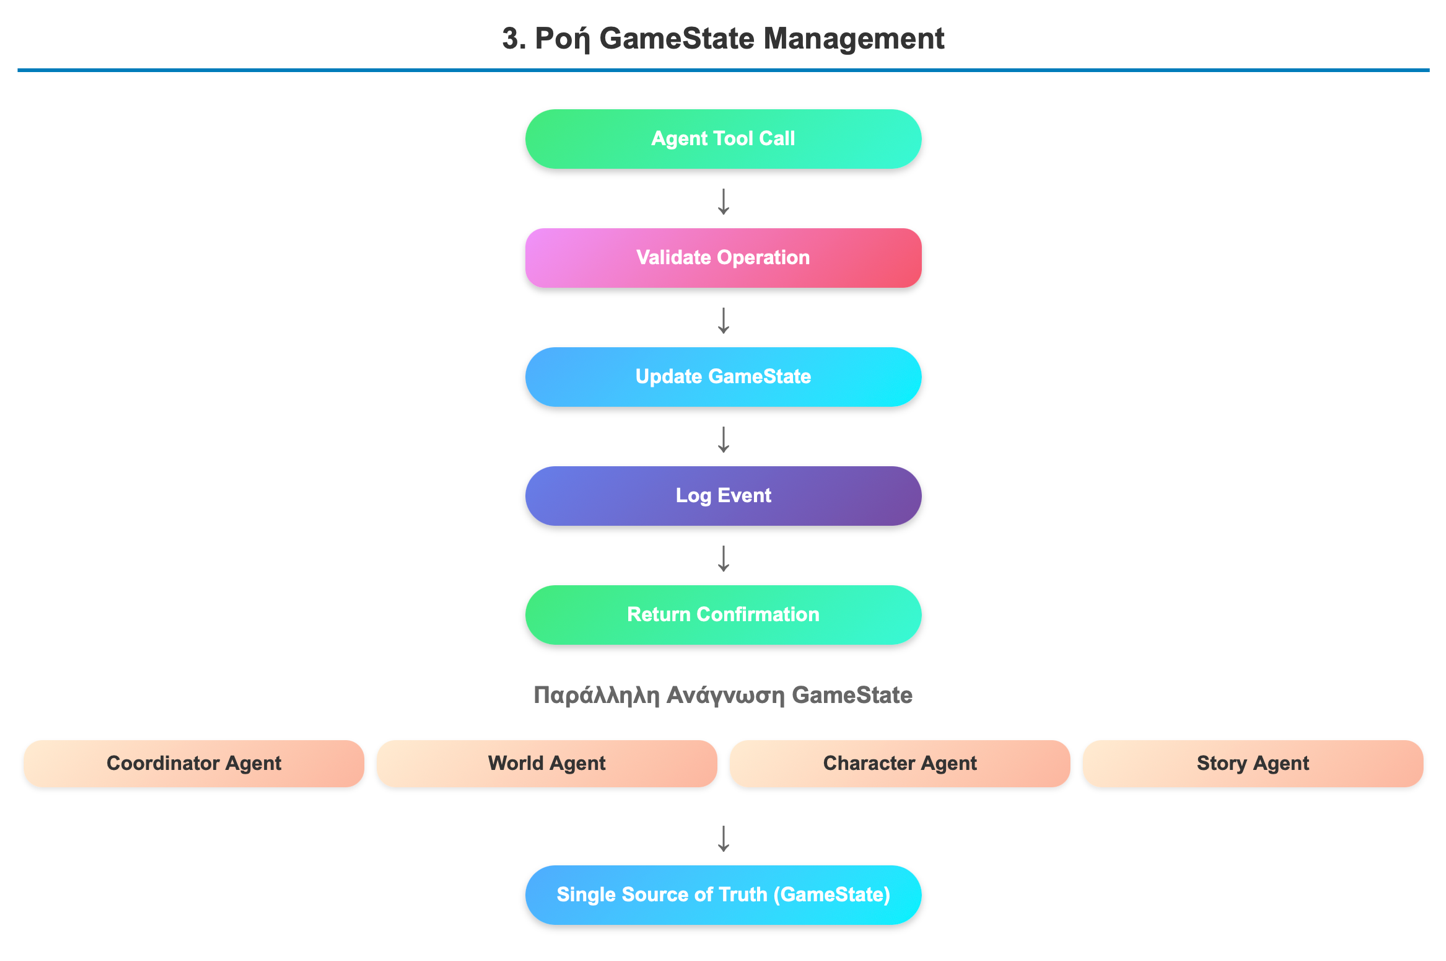 3. Ροή GameState Management
Agent Tool Call
↓
Validate Operation
↓
Update GameState
↓
Log Event
↓
Return Confirmation
Παράλληλη Ανάγνωση GameState
Coordinator Agent
World Agent
Character Agent
Story Agent
↓
Single Source of Truth (GameState)